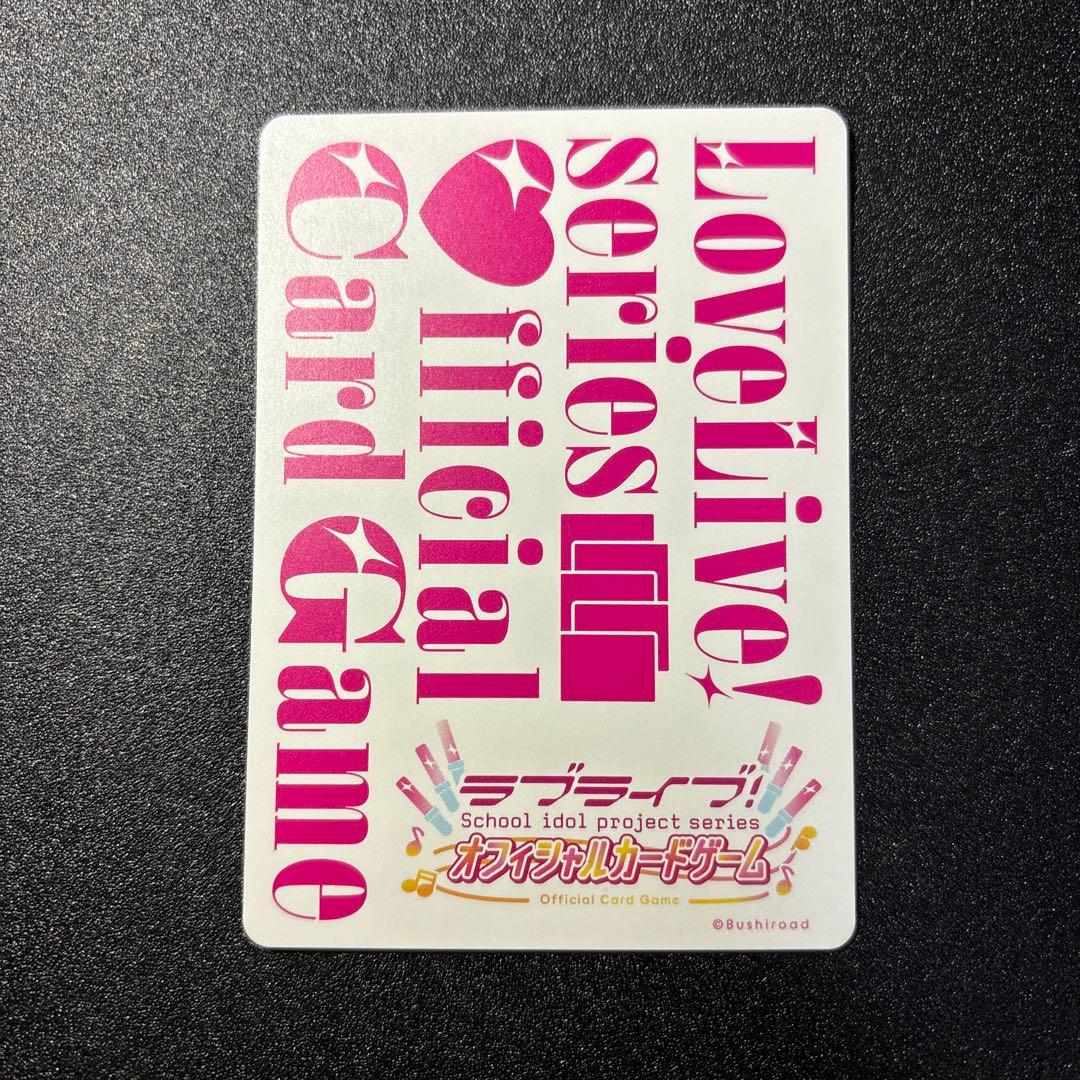 LoveLive!
series
Official
Card Game
ラブライブ!
School idol project series
オフィシャルカードゲーム
Official Card Game
©Bushiroad